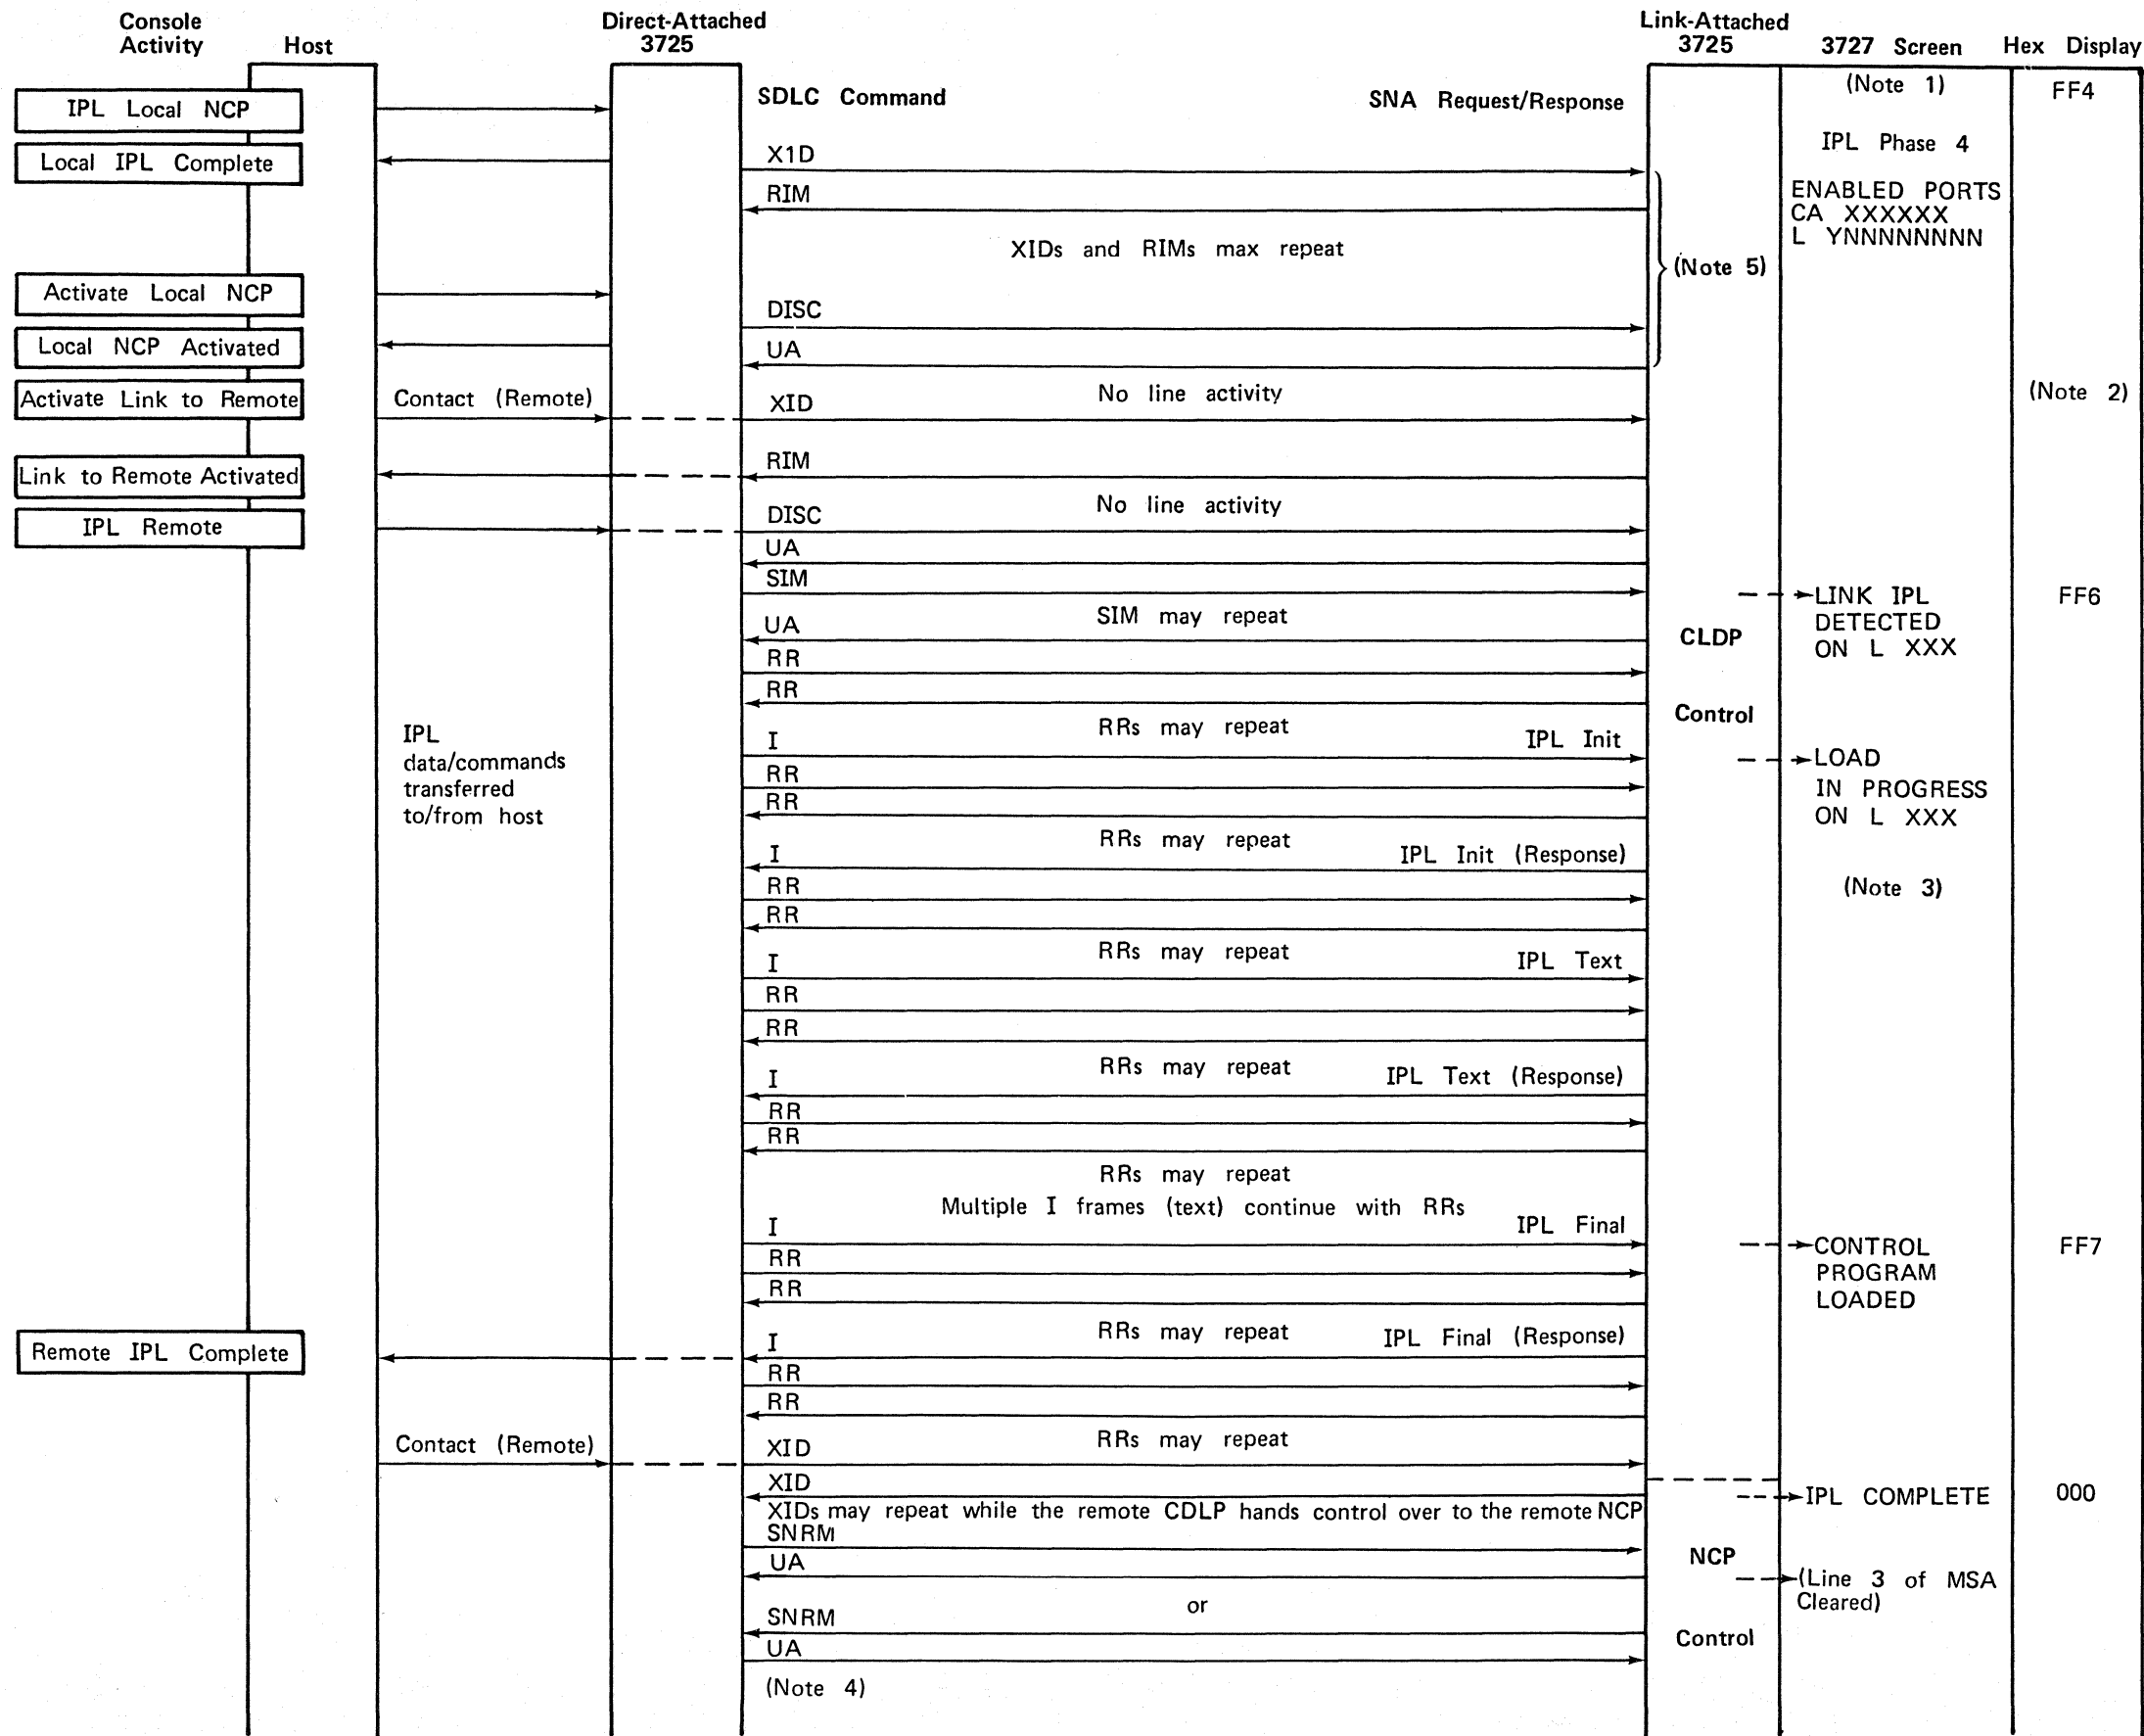 Console Activity
Host
Direct-Attached 3725
Link-Attached 3725
3727 Screen
Hex Display
(Note 1)
FF4
SDLC Command
SNA Request/Response
IPL Local NCP
IPL Phase 4
Local IPL Complete
X1D
RIM
ENABLED PORTS
CA XXXXXX
L YNNNNNNNNN
XIDs and RIMs max repeat
(Note 5)
Activate Local NCP
DISC
Local NCP Activated
UA
Activate Link to Remote
Contact (Remote)
XID
No line activity
(Note 2)
Link to Remote Activated
RIM
No line activity
IPL Remote
DISC
UA
SIM
LINK IPL
DETECTED
ON L XXX
FF6
SIM may repeat
UA
CLDP
RR
RR
Control
RRs may repeat
IPL
data/commands
transferred
to/from host
I
IPL Init
LOAD
IN PROGRESS
ON L XXX
RR
RR
RRs may repeat
I
IPL Init (Response)
RR
(Note 3)
RR
RRs may repeat
I
IPL Text
RR
RR
RRs may repeat
I
IPL Text (Response)
RR
RR
RRs may repeat
Multiple I frames (text) continue with RRs
I
IPL Final
CONTROL
PROGRAM
LOADED
FF7
RR
RR
RRs may repeat
Remote IPL Complete
I
IPL Final (Response)
RR
RR
RRs may repeat
Contact (Remote)
XID
XID
IPL COMPLETE
000
XIDs may repeat while the remote CDLP hands control over to the remote NCP
SNRM
UA
NCP
(Line 3 of MSA
Cleared)
or
SNRM
UA
Control
(Note 4)